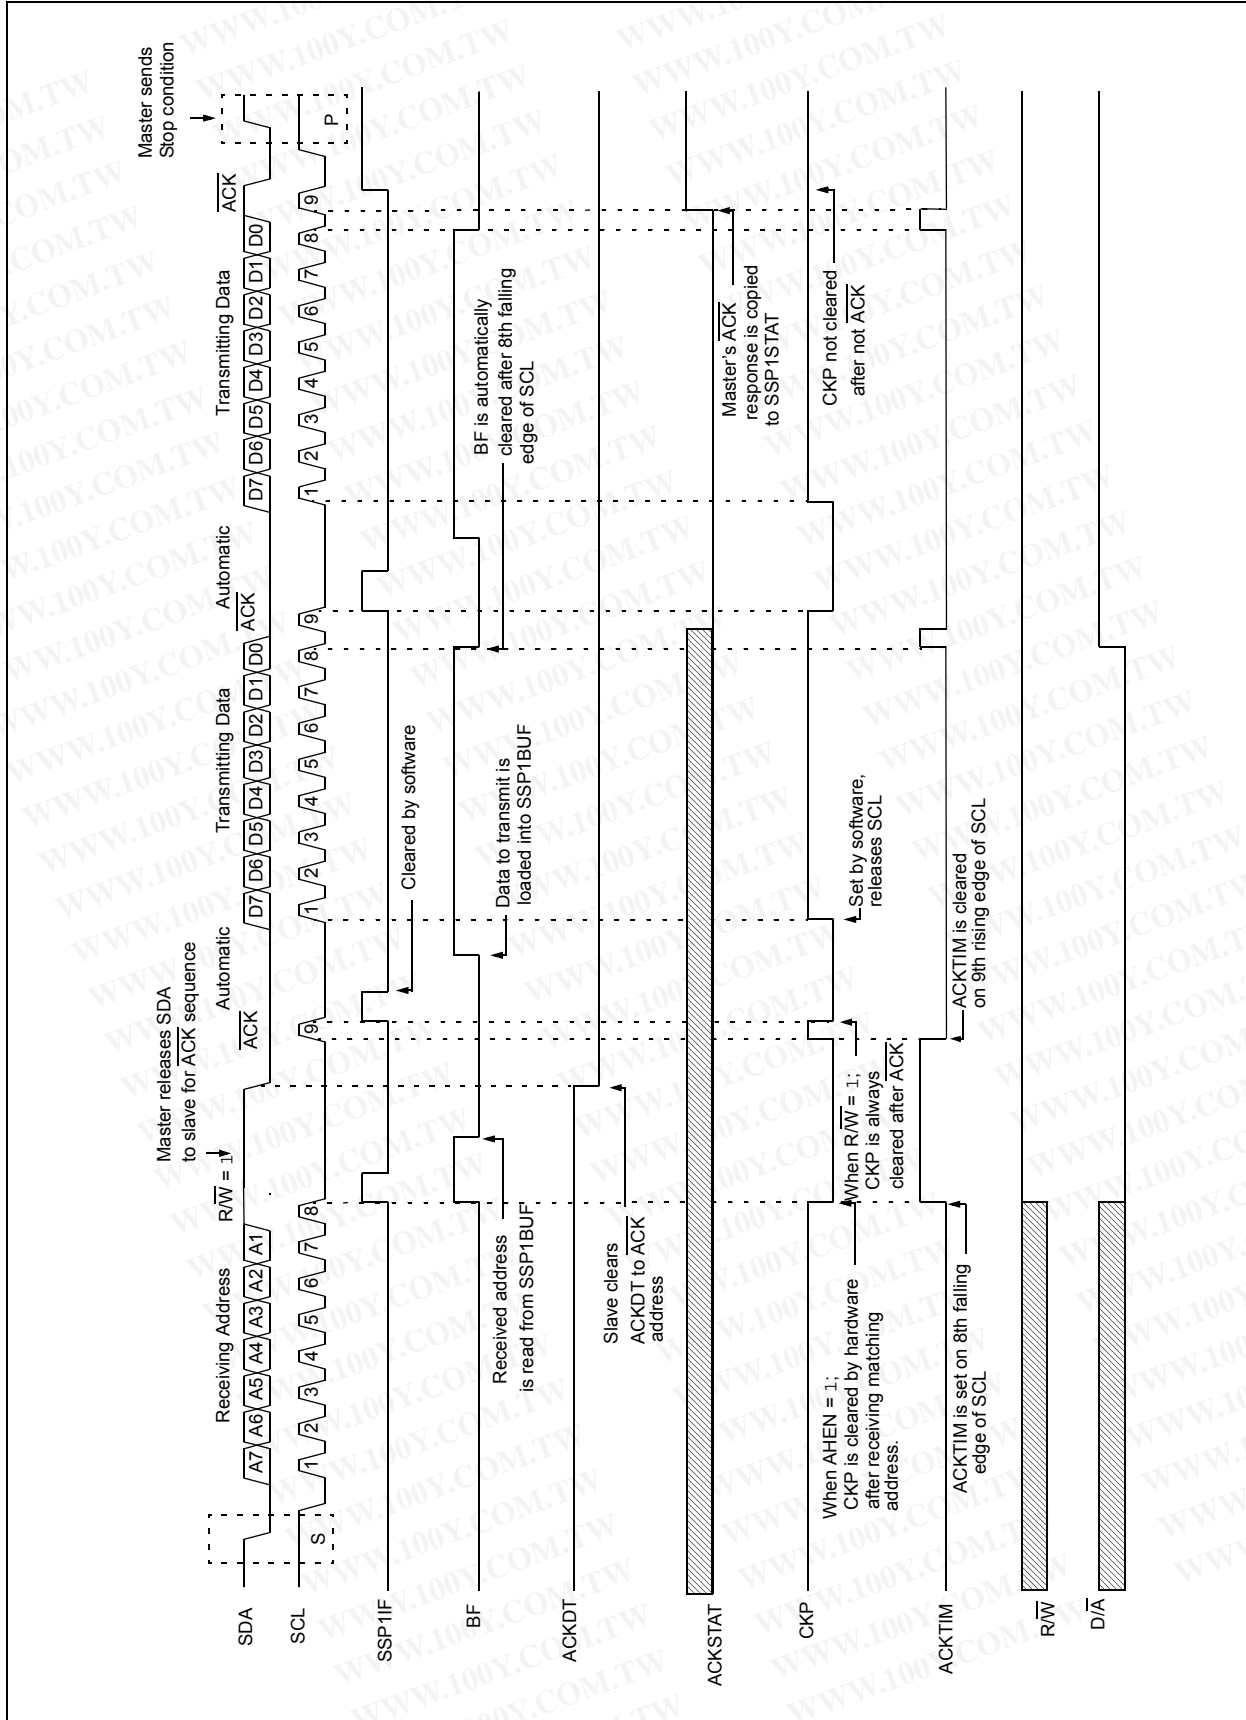 Master sends
Stop condition
Master releases SDA
to slave for ACK sequence
Receiving Address
R/W = 1
ACK
Automatic
Transmitting Data
Automatic
ACK
Transmitting Data
ACK
SDA
A7 A6 A5 A4 A3 A2 A1
D7 D6 D5 D4 D3 D2 D1 D0
D7 D6 D5 D4 D3 D2 D1 D0
SCL
S
1 2 3 4 5 6 7 8 9
1 2 3 4 5 6 7 8 9
1 2 3 4 5 6 7 8 9
P
SSP1IF
Cleared by software
BF
Received address
is read from SSP1BUF
Data to transmit is
loaded into SSP1BUF
BF is automatically
cleared after 8th falling
edge of SCL
ACKDT
Slave clears
ACKDT to ACK
address
ACKSTAT
Master's ACK
response is copied
to SSP1STAT
CKP
When AHEN = 1;
CKP is cleared by hardware
after receiving matching
address.
When R/W = 1;
CKP is always
cleared after ACK
Set by software,
releases SCL
CKP not cleared
after not ACK
ACKTIM
ACKTIM is set on 8th falling
edge of SCL
ACKTIM is cleared
on 9th rising edge of SCL
R/W
D/A
WWW.100Y.COM.TW